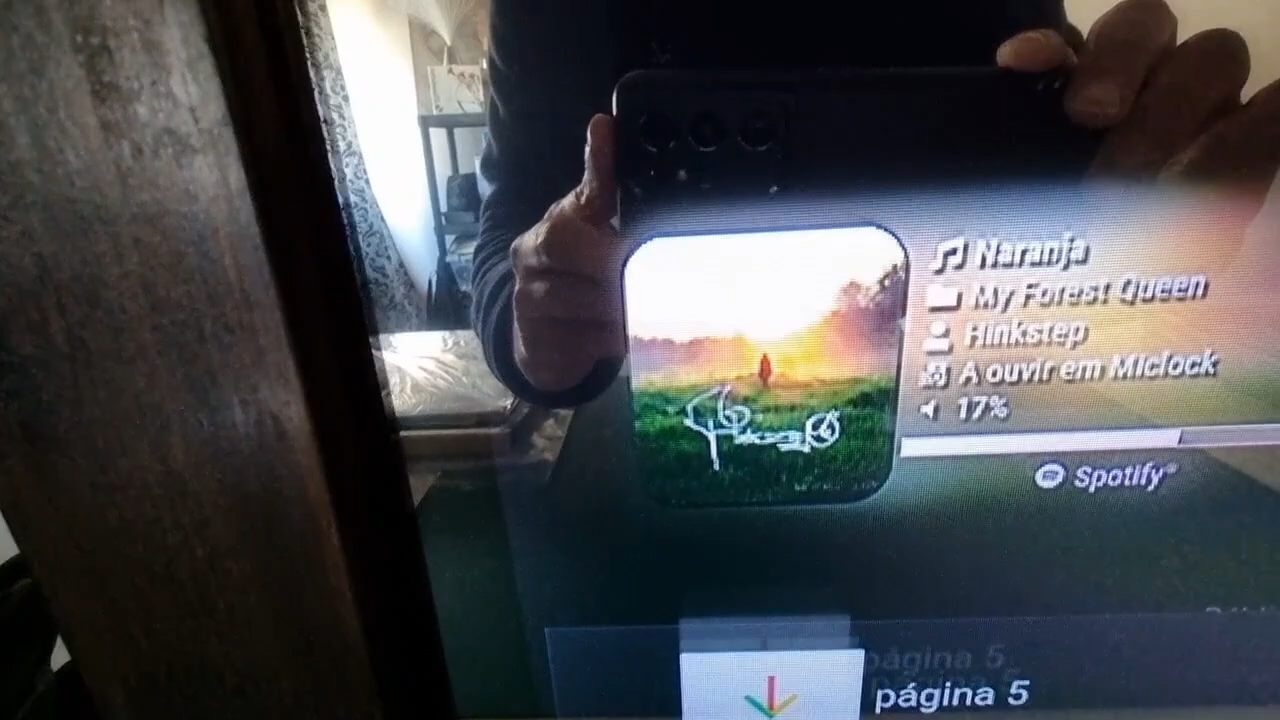 Naranja
My Forest Queen
Hinkstep
A ouvir em Miclock
17%
Spotify®
página 5
página 5